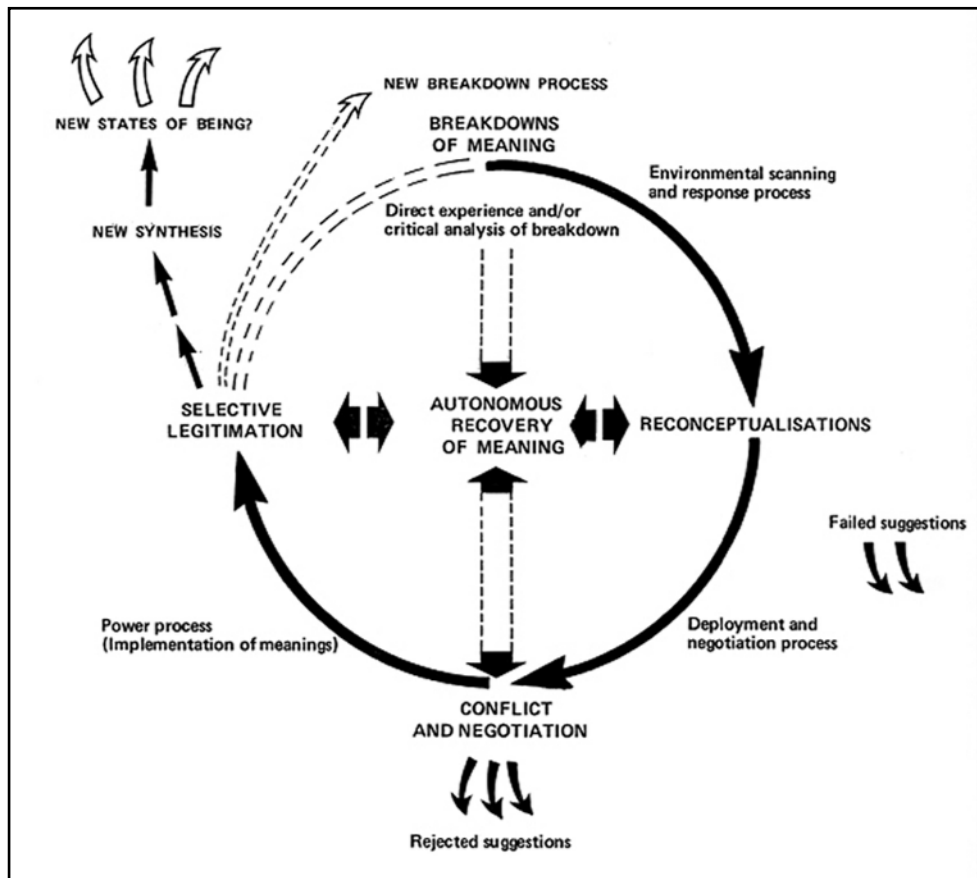 NEW STATES OF BEING?
NEW BREAKDOWN PROCESS
BREAKDOWNS
OF MEANING
Environmental scanning
and response process
NEW SYNTHESIS
Direct experience and/or
critical analysis of breakdown
SELECTIVE
LEGITIMATION
AUTONOMOUS
RECOVERY
OF MEANING
RECONCEPTUALISATIONS
Failed suggestions
Power process
(Implementation of meanings)
Deployment and
negotiation process
CONFLICT
AND NEGOTIATION
Rejected suggestions